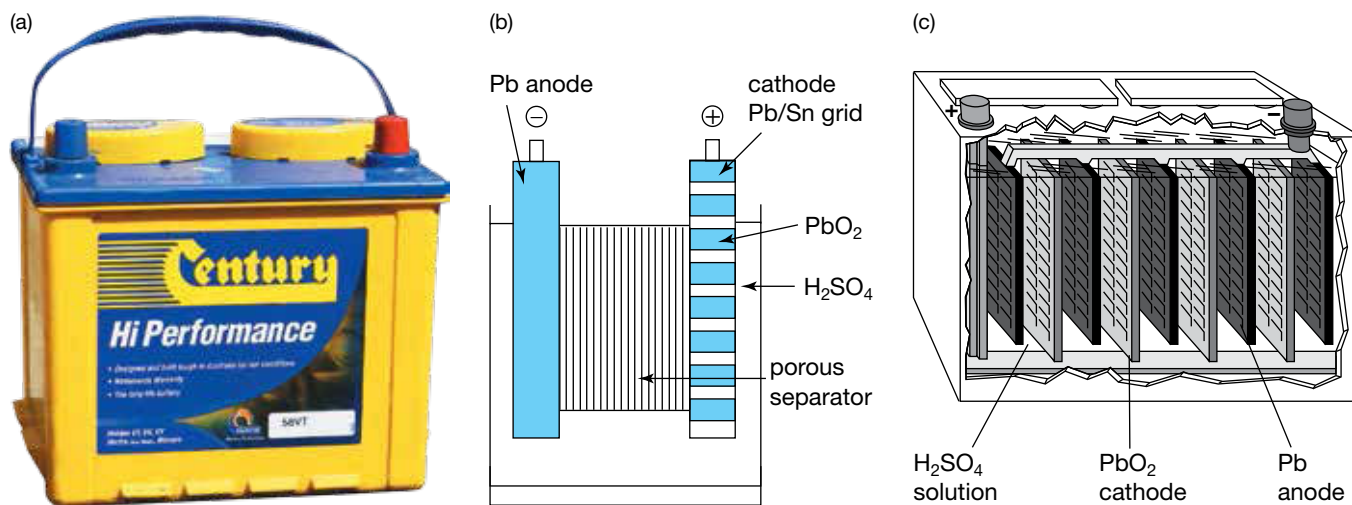 (a)
Century
Hi Performance
58VT
(b)
Pb anode
cathode
Pb/Sn grid
−
+
PbO₂
H₂SO₄
porous
separator
(c)
+
−
H₂SO₄
solution
PbO₂
cathode
Pb
anode